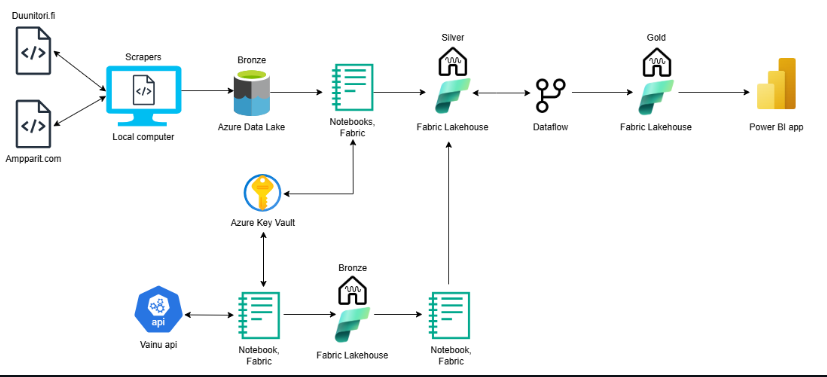 Duunitori.fi
Scrapers
Local computer
Ampparit.com
Bronze
Azure Data Lake
Notebooks,
Fabric
Silver
Fabric Lakehouse
Dataflow
Gold
Fabric Lakehouse
Power BI app
Azure Key Vault
api
Vainu api
Notebook,
Fabric
Bronze
Fabric Lakehouse
Notebook,
Fabric